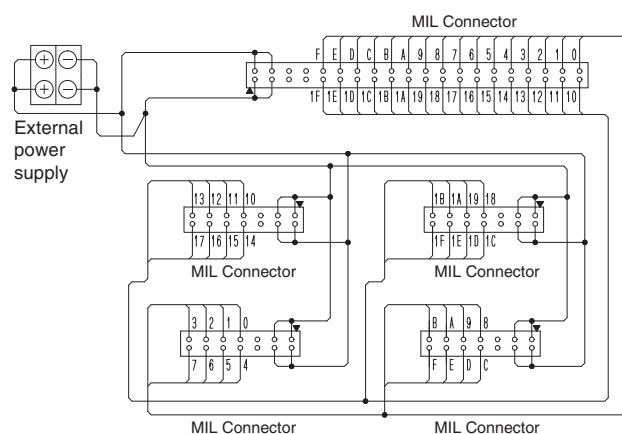 MIL Connector
F E D C B A 9 8 7 6 5 4 3 2 1 0
1F 1E 1D 1C 1B 1A 19 18 17 16 15 14 13 12 11 10
+ −
+ −
External
power
supply
13 12 11 10
17 16 15 14
MIL Connector
1B 1A 19 18
1F 1E 1D 1C
MIL Connector
3 2 1 0
7 6 5 4
MIL Connector
B A 9 8
F E D C
MIL Connector